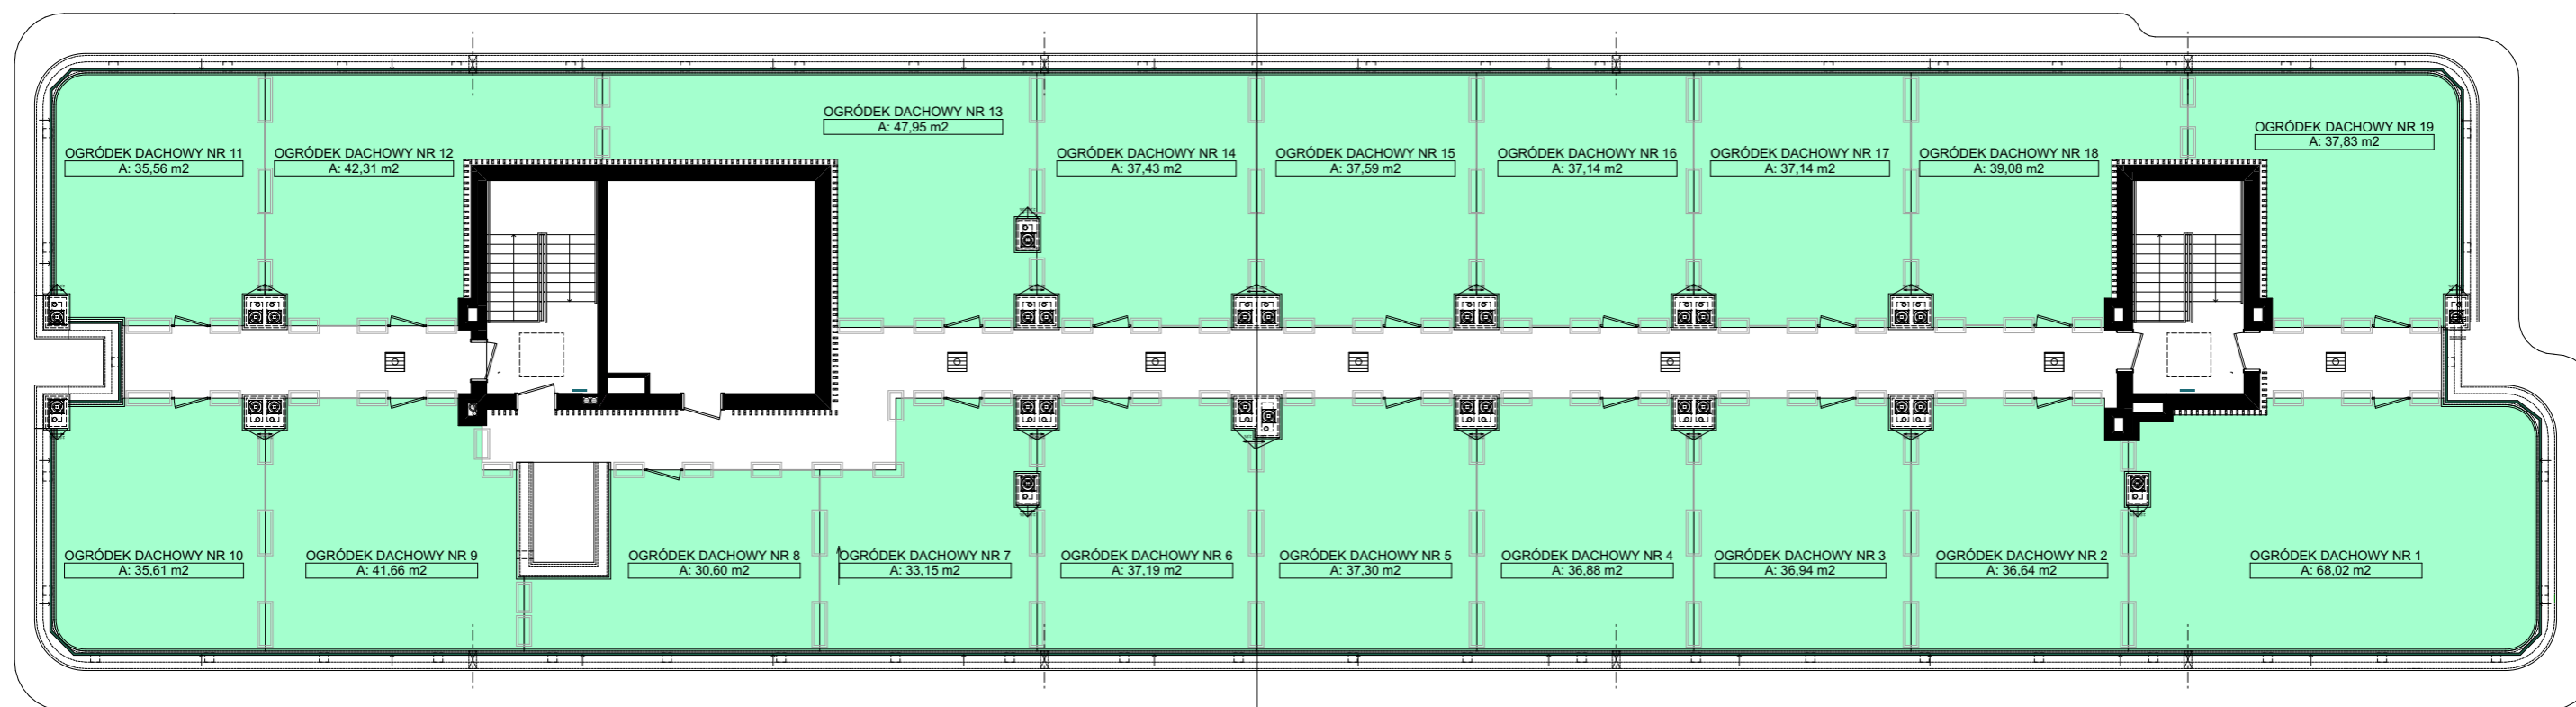 OGRÓDEK DACHOWY NR 11
A: 35,56 m2
OGRÓDEK DACHOWY NR 12
A: 42,31 m2
OGRÓDEK DACHOWY NR 13
A: 47,95 m2
OGRÓDEK DACHOWY NR 14
A: 37,43 m2
OGRÓDEK DACHOWY NR 15
A: 37,59 m2
OGRÓDEK DACHOWY NR 16
A: 37,14 m2
OGRÓDEK DACHOWY NR 17
A: 37,14 m2
OGRÓDEK DACHOWY NR 18
A: 39,08 m2
OGRÓDEK DACHOWY NR 19
A: 37,83 m2
OGRÓDEK DACHOWY NR 10
A: 35,61 m2
OGRÓDEK DACHOWY NR 9
A: 41,66 m2
OGRÓDEK DACHOWY NR 8
A: 30,60 m2
OGRÓDEK DACHOWY NR 7
A: 33,15 m2
OGRÓDEK DACHOWY NR 6
A: 37,19 m2
OGRÓDEK DACHOWY NR 5
A: 37,30 m2
OGRÓDEK DACHOWY NR 4
A: 36,88 m2
OGRÓDEK DACHOWY NR 3
A: 36,94 m2
OGRÓDEK DACHOWY NR 2
A: 36,64 m2
OGRÓDEK DACHOWY NR 1
A: 68,02 m2